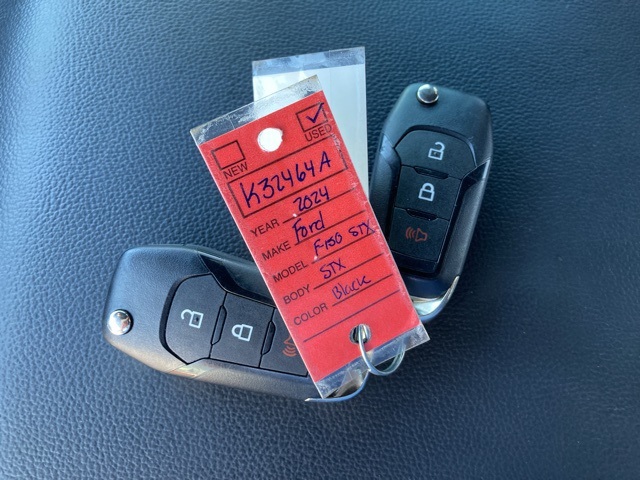 NEW
USED
K32464A
YEAR 2024
MAKE Ford
MODEL F-150 STX
BODY STX
COLOR Black